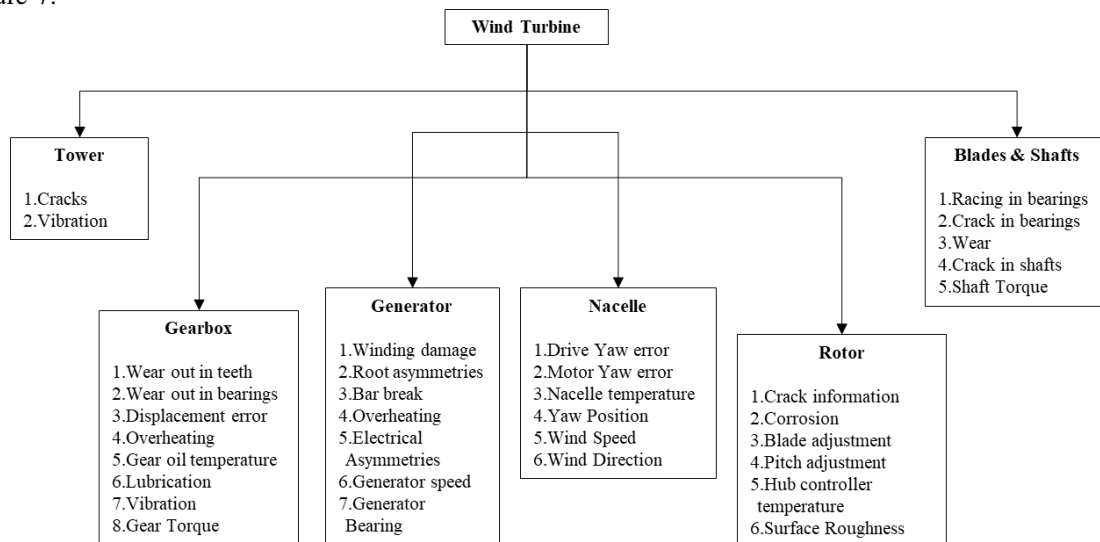 Wind Turbine
Tower
1.Cracks
2.Vibration
Blades & Shafts
1.Racing in bearings
2.Crack in bearings
3.Wear
4.Crack in shafts
5.Shaft Torque
Gearbox
1.Wear out in teeth
2.Wear out in bearings
3.Displacement error
4.Overheating
5.Gear oil temperature
6.Lubrication
7.Vibration
8.Gear Torque
Generator
1.Winding damage
2.Root asymmetries
3.Bar break
4.Overheating
5.Electrical
Asymmetries
6.Generator speed
7.Generator
Bearing
Nacelle
1.Drive Yaw error
2.Motor Yaw error
3.Nacelle temperature
4.Yaw Position
5.Wind Speed
6.Wind Direction
Rotor
1.Crack information
2.Corrosion
3.Blade adjustment
4.Pitch adjustment
5.Hub controller
temperature
6.Surface Roughness